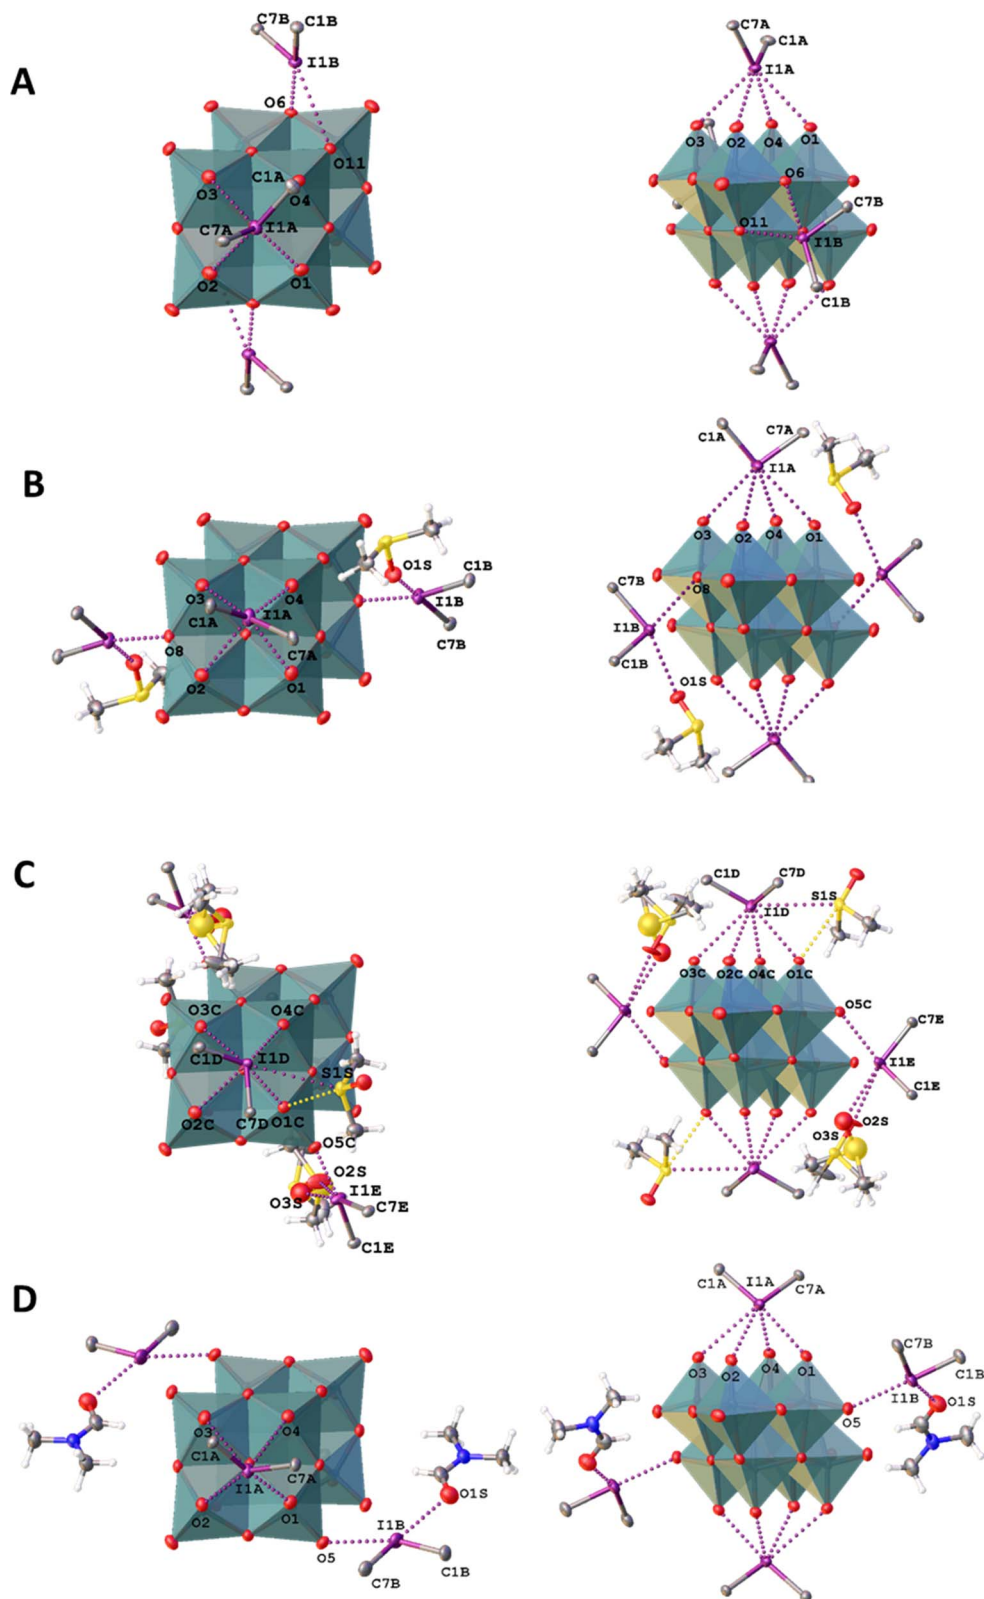 A
C7B C1B
I1B
O6
O11
C1A
O3
O4
C7A
I1A
O2
O1
C7A
C1A
I1A
O3
O2
O4
O1
O6
C7B
O11
I1B
C1B
B
O1S
C1B
O3
O4
I1B
C1A
I1A
C7B
O8
C7A
O2
O1
C7A
C1A
I1A
O3
O2
O4
O1
C7B
O8
I1B
C1B
O1S
C
O3C
O4C
C1D
I1D
S1S
O2C
C7D
O1C
O5C
O2S
O3S
I1E
C7E
C1E
C1D
C7D
S1S
I1D
O3C
O2C
O4C
O1C
O5C
C7E
I1E
C1E
O2S
O3S
D
O3
O4
C1A
C7A
I1A
O2
O1
O1S
I1B
O5
C7B
C1B
C1A
I1A
C7A
C7B
O4
O3
O2
O1
C1B
I1B
O1S
O5